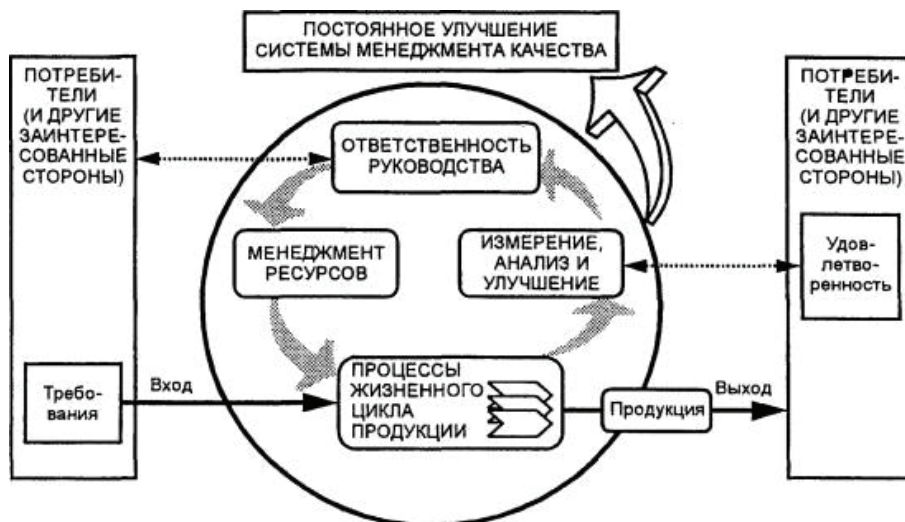 ПОСТОЯННОЕ УЛУЧШЕНИЕ
СИСТЕМЫ МЕНЕДЖМЕНТА КАЧЕСТВА
ПОТРЕБИ-
ТЕЛИ
(И ДРУГИЕ
ЗАИНТЕРЕ-
СОВАННЫЕ
СТОРОНЫ)
ОТВЕТСТВЕННОСТЬ
РУКОВОДСТВА
ПОТРЕБИ-
ТЕЛИ
(И ДРУГИЕ
ЗАИНТЕРЕ-
СОВАННЫЕ
СТОРОНЫ)
МЕНЕДЖМЕНТ
РЕСУРСОВ
ИЗМЕРЕНИЕ,
АНАЛИЗ И
УЛУЧШЕНИЕ
Удов-
летво-
ренность
Требо-
вания
Вход
ПРОЦЕССЫ
ЖИЗНЕННОГО
ЦИКЛА
ПРОДУКЦИИ
Продукция
Выход